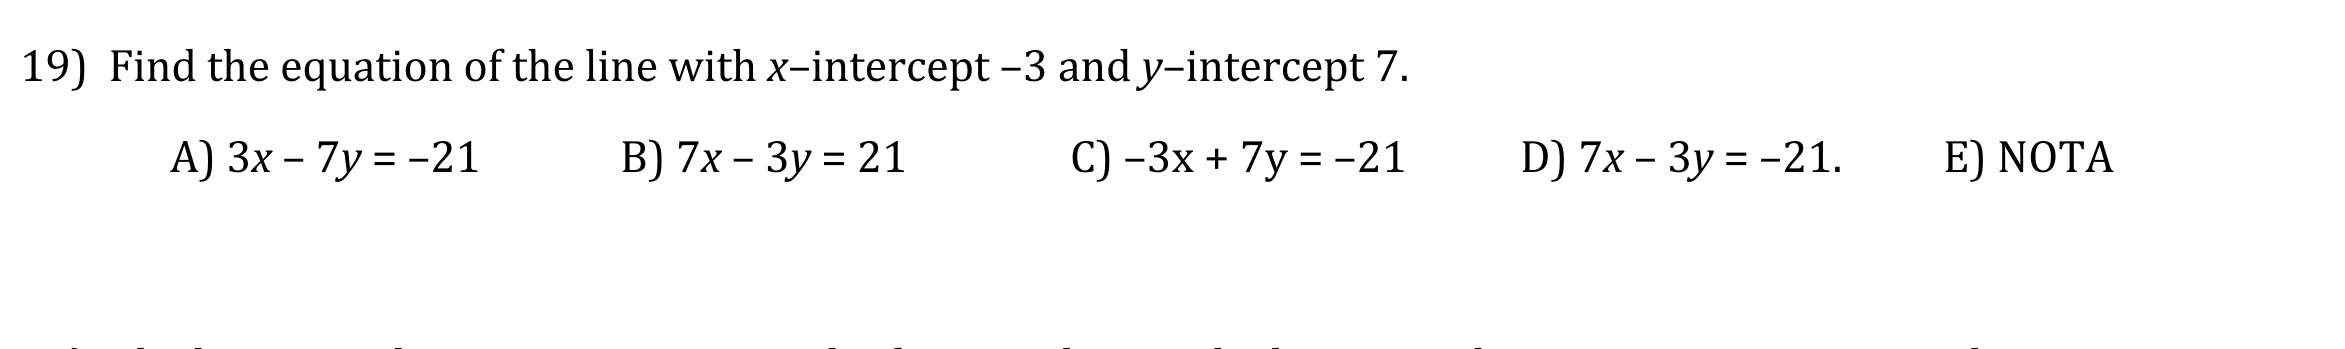 19) Find the equation of the line with x–intercept –3 and y–intercept 7.
A) 3x – 7y = –21 B) 7x – 3y = 21 C) –3x + 7y = –21 D) 7x – 3y = –21. E) NOTA